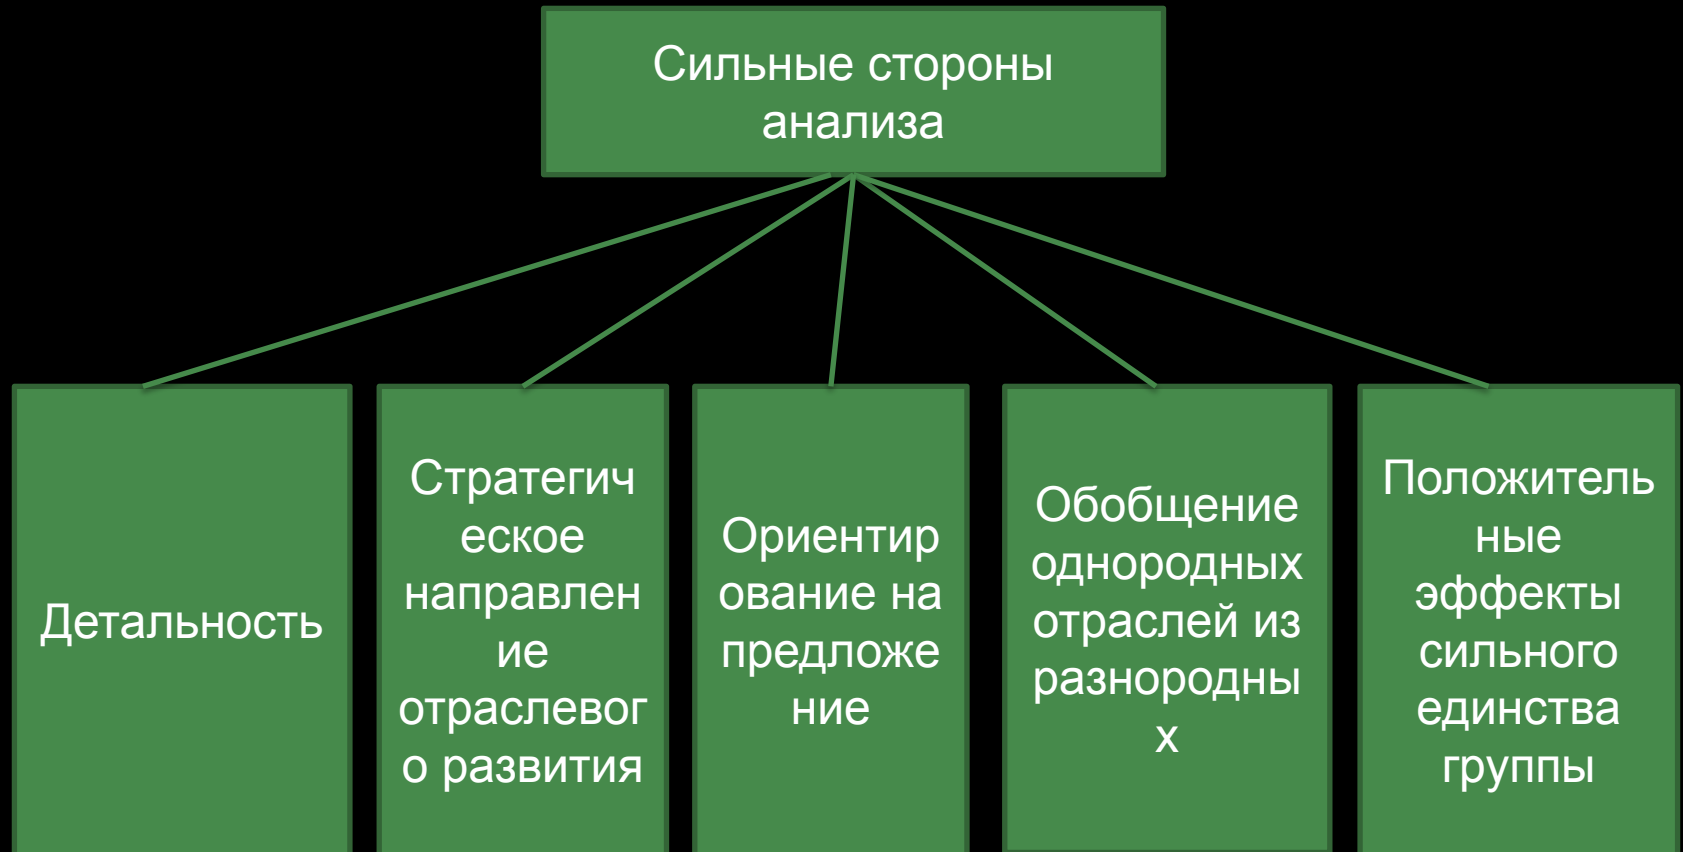 Сильные стороны
анализа
Детальность
Стратегич
еское
направлен
ие
отраслевог
о развития
Ориентир
ование на
предложе
ние
Обобщение
однородных
отраслей из
разнородны
х
Положитель
ные
эффекты
сильного
единства
группы